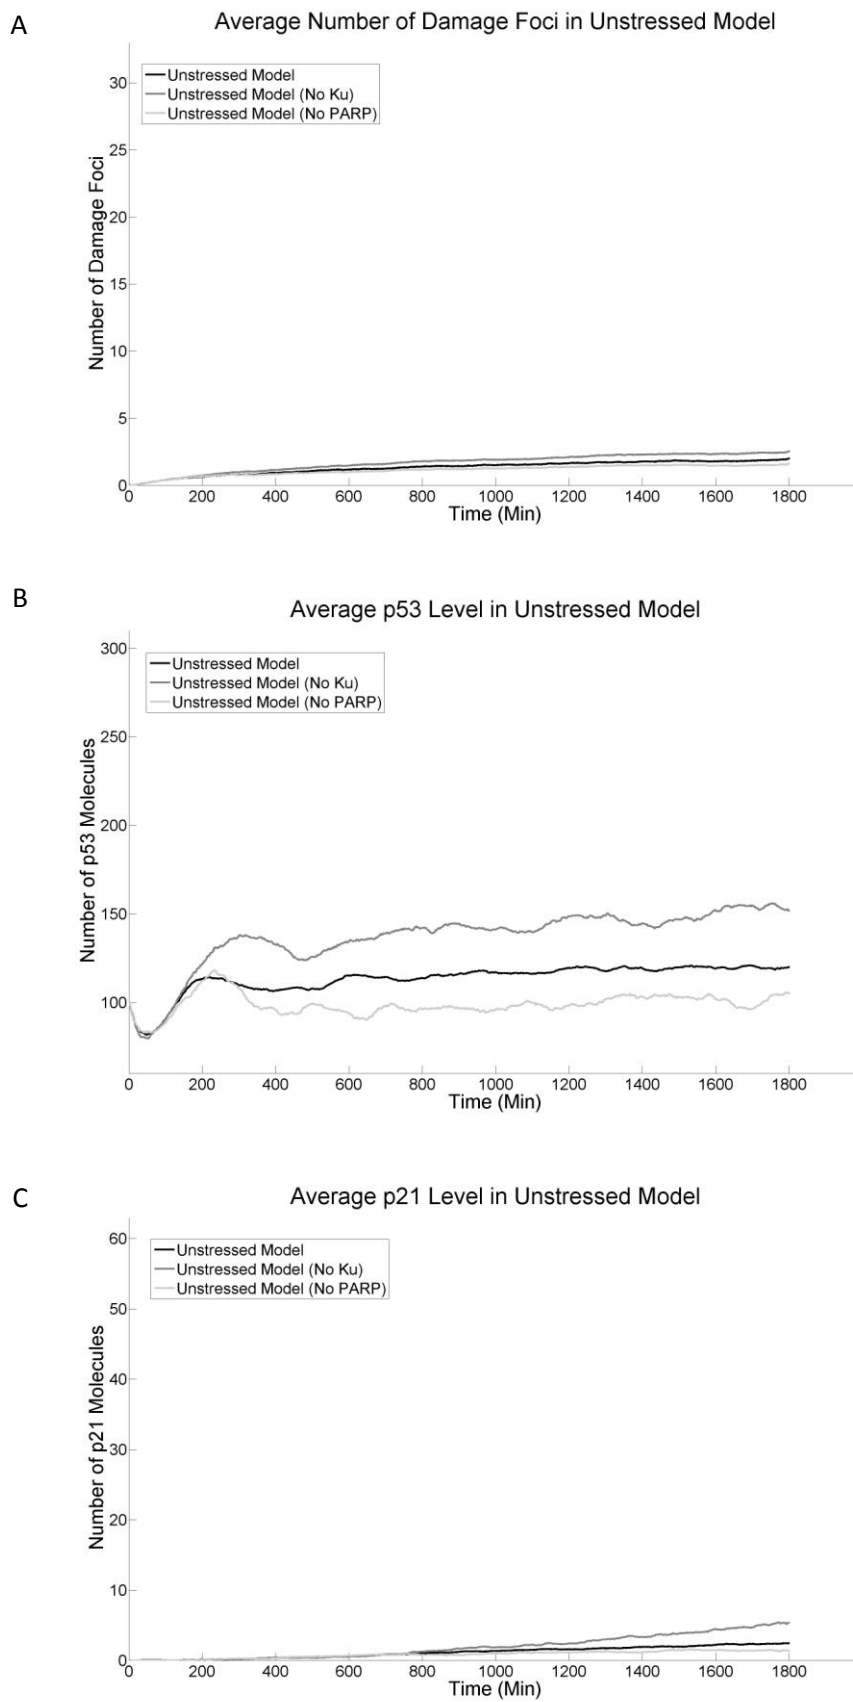 A
Average Number of Damage Foci in Unstressed Model
Unstressed Model
Unstressed Model (No Ku)
Unstressed Model (No PARP)
30
25
20
15
10
5
0
Number of Damage Foci
0 200 400 600 800 1000 1200 1400 1600 1800
Time (Min)
B
Average p53 Level in Unstressed Model
Unstressed Model
Unstressed Model (No Ku)
Unstressed Model (No PARP)
300
250
200
150
100
Number of p53 Molecules
0 200 400 600 800 1000 1200 1400 1600 1800
Time (Min)
C
Average p21 Level in Unstressed Model
Unstressed Model
Unstressed Model (No Ku)
Unstressed Model (No PARP)
60
50
40
30
20
10
0
Number of p21 Molecules
0 200 400 600 800 1000 1200 1400 1600 1800
Time (Min)